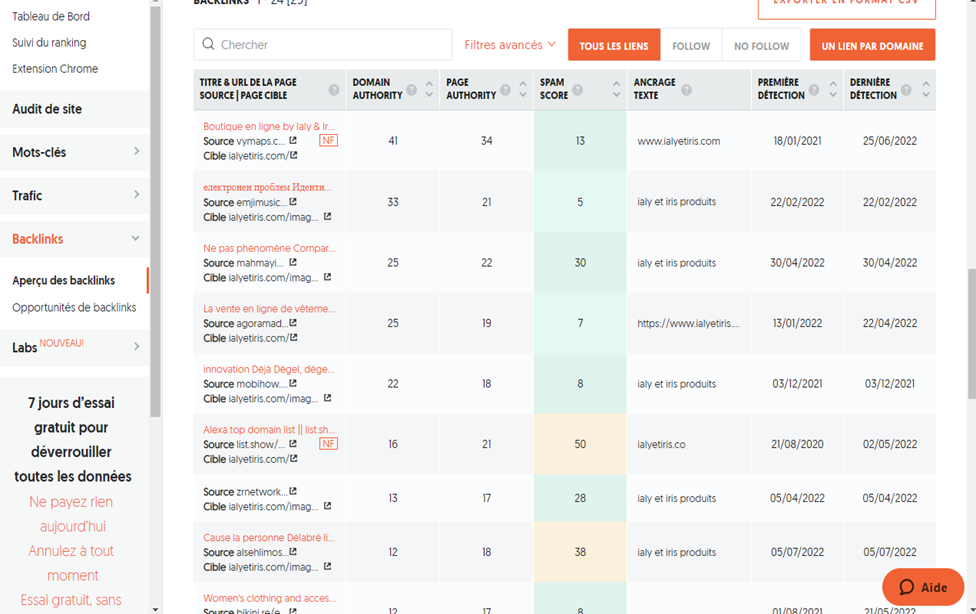 Tableau de Bord
Suivi du ranking
Extension Chrome
Audit de site
Mots-clés
Trafic
Backlinks
Aperçu des backlinks
Opportunités de backlinks
Labs NOUVEAU!
7 jours d’essai
gratuit pour
déverrouiller
toutes les données
Ne payez rien
aujourd’hui
Annulez à tout
moment
Essai gratuit, sans
BACKLINKS 1 - 24 [25]
EXPORTER EN FORMAT CSV
Chercher
Filtres avancés
TOUS LES LIENS
FOLLOW
NO FOLLOW
UN LIEN PAR DOMAINE
TITRE & URL DE LA PAGE
SOURCE | PAGE CIBLE ?
DOMAIN
AUTHORITY ?
PAGE
AUTHORITY ?
SPAM
SCORE ?
ANCRAGE
TEXTE ?
PREMIÈRE
DÉTECTION ?
DERNIÈRE
DÉTECTION ?
Boutique en ligne by Ialy & Ir...
Source vymaps.c... NF
Cible ialyetiris.com/
41 34 13 www.ialyetiris.com 18/01/2021 25/06/2022
електронен проблем Иденти...
Source emjimusic...
Cible ialyetiris.com/imag...
33 21 5 ialy et iris produits 22/02/2022 22/02/2022
Ne pas phénomène Compar...
Source mahmayi...
Cible ialyetiris.com/imag...
25 22 30 ialy et iris produits 30/04/2022 30/04/2022
La vente en ligne de vêteme...
Source agoramad...
Cible ialyetiris.com/
25 19 7 https://www.ialyetiris.... 13/01/2022 22/04/2022
innovation Déjà Dégel, dége...
Source mobihow....
Cible ialyetiris.com/imag...
22 18 8 ialy et iris produits 03/12/2021 03/12/2021
Alexa top domain list || list.sh...
Source list.show/... NF
Cible ialyetiris.com/
16 21 50 ialyetiris.co 21/08/2020 02/05/2022
Source zrnetwork...
Cible ialyetiris.com/imag...
13 17 28 ialy et iris produits 05/04/2022 05/04/2022
Cause la personne Délabré li...
Source alsehlimos...
Cible ialyetiris.com/imag...
12 18 38 ialy et iris produits 05/07/2022 05/07/2022
Women's clothing and acces...
Source bikini.re/e...
12 17 8 01/08/2021 21/05/2022
Aide